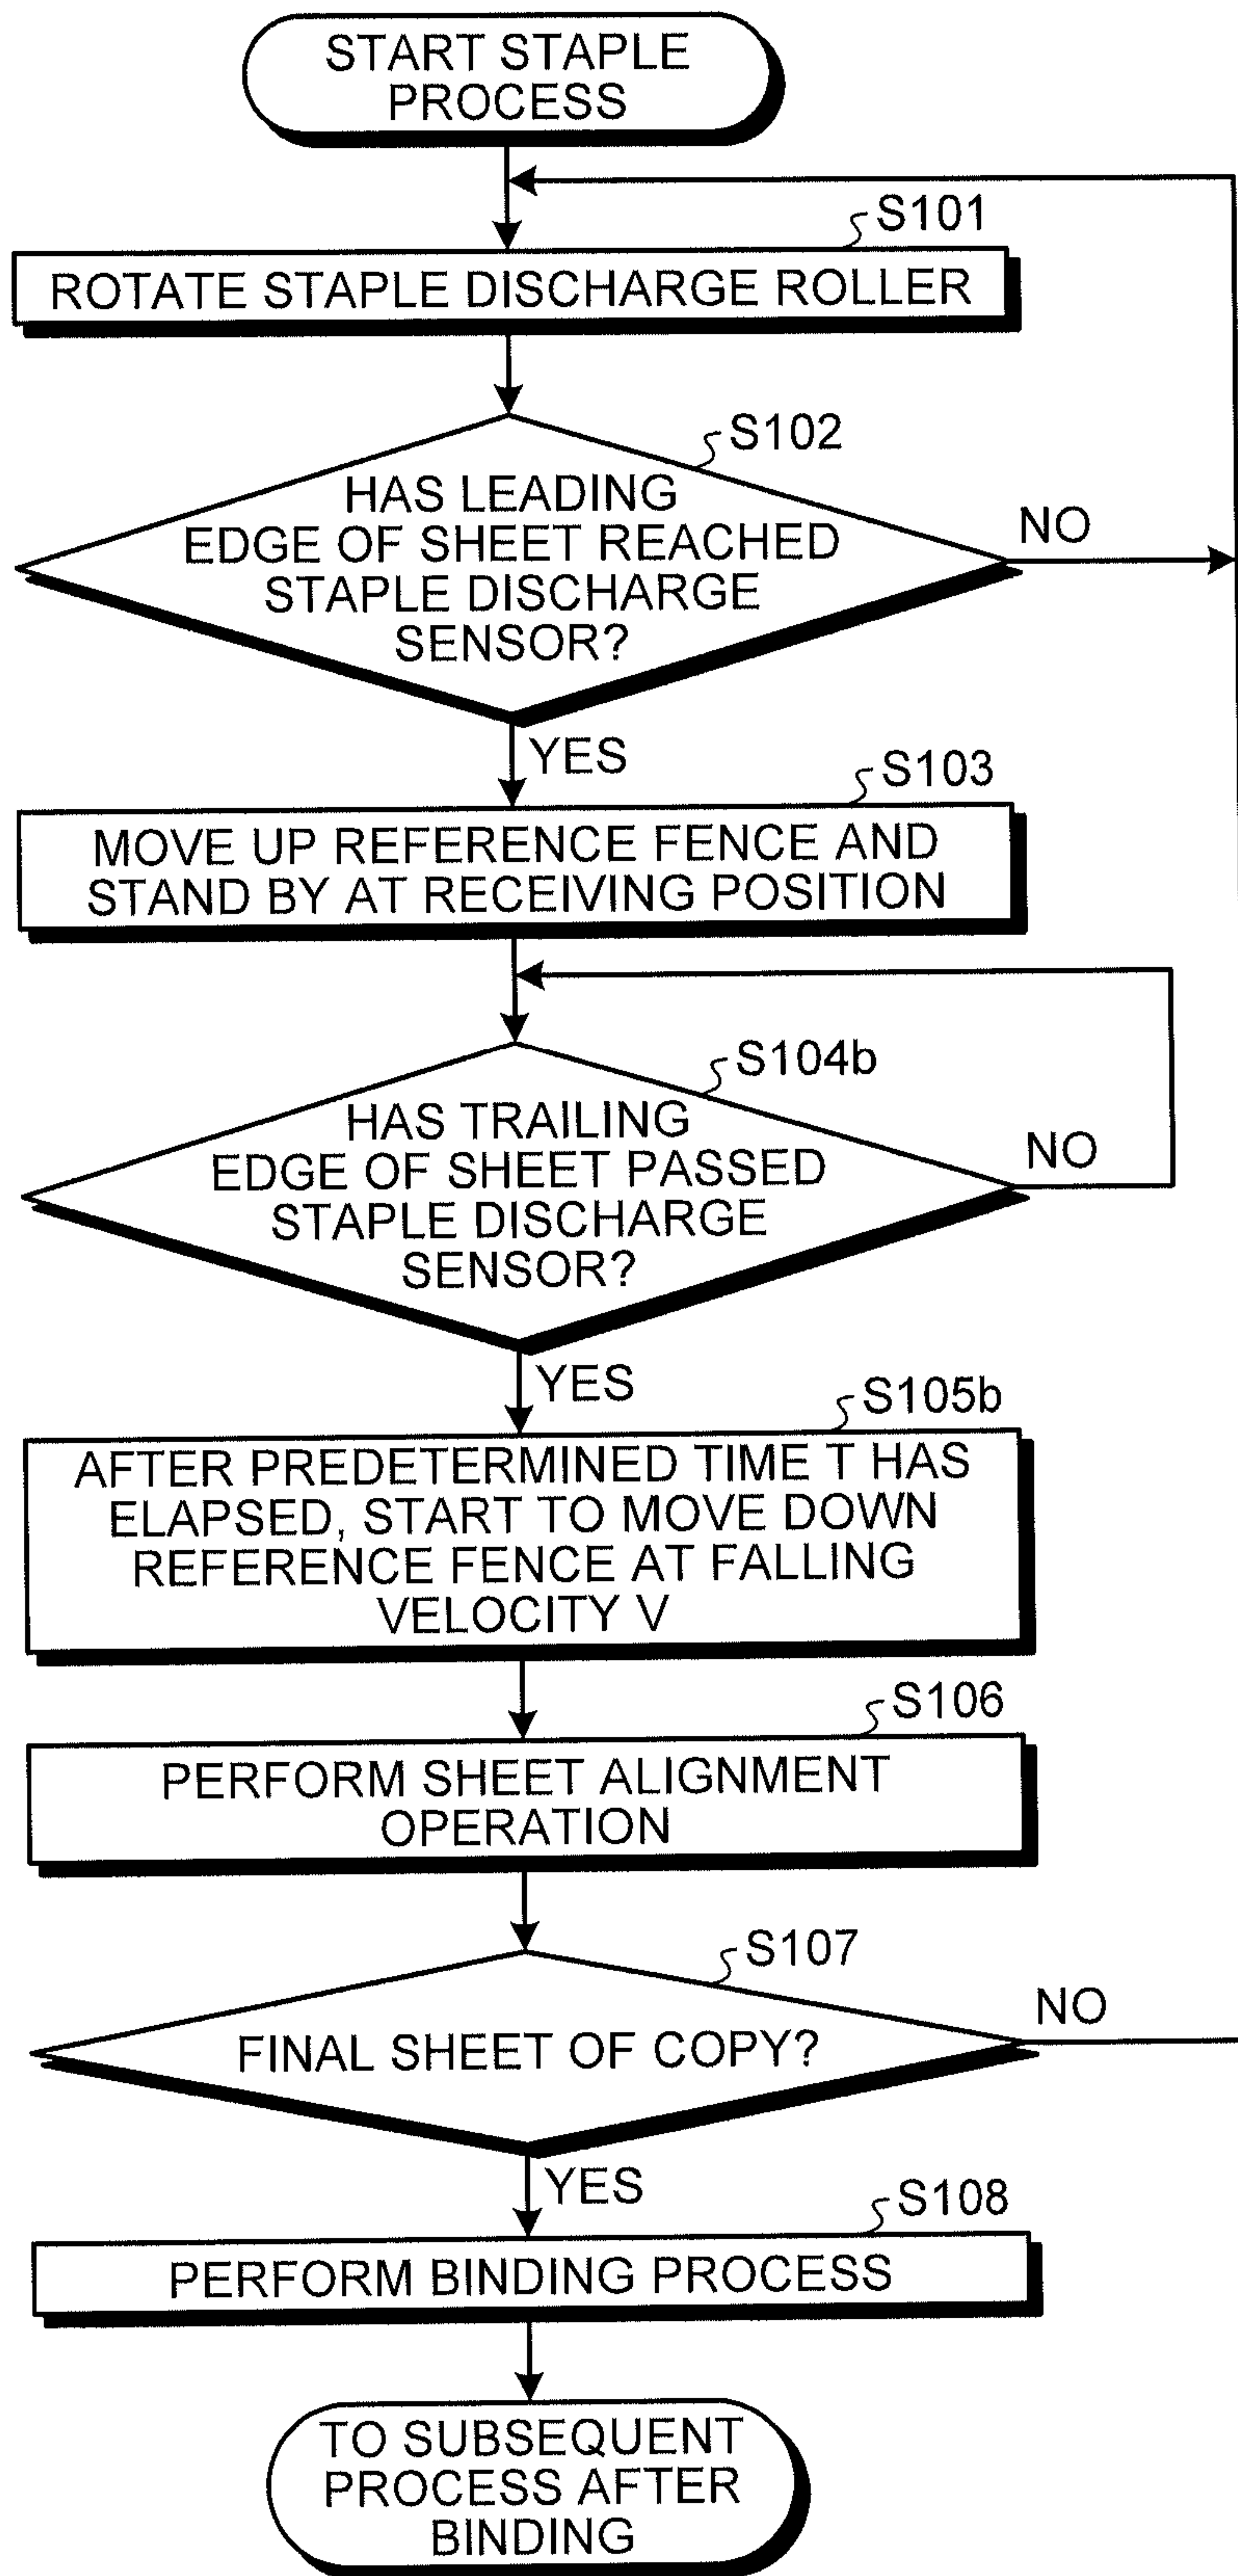 START STAPLE
PROCESS
S101
ROTATE STAPLE DISCHARGE ROLLER
S102
HAS LEADING
EDGE OF SHEET REACHED
STAPLE DISCHARGE
SENSOR?
NO
YES
S103
MOVE UP REFERENCE FENCE AND
STAND BY AT RECEIVING POSITION
S104b
HAS TRAILING
EDGE OF SHEET PASSED
STAPLE DISCHARGE
SENSOR?
NO
YES
S105b
AFTER PREDETERMINED TIME T HAS
ELAPSED, START TO MOVE DOWN
REFERENCE FENCE AT FALLING
VELOCITY V
S106
PERFORM SHEET ALIGNMENT
OPERATION
S107
FINAL SHEET OF COPY?
NO
YES
S108
PERFORM BINDING PROCESS
TO SUBSEQUENT
PROCESS AFTER
BINDING